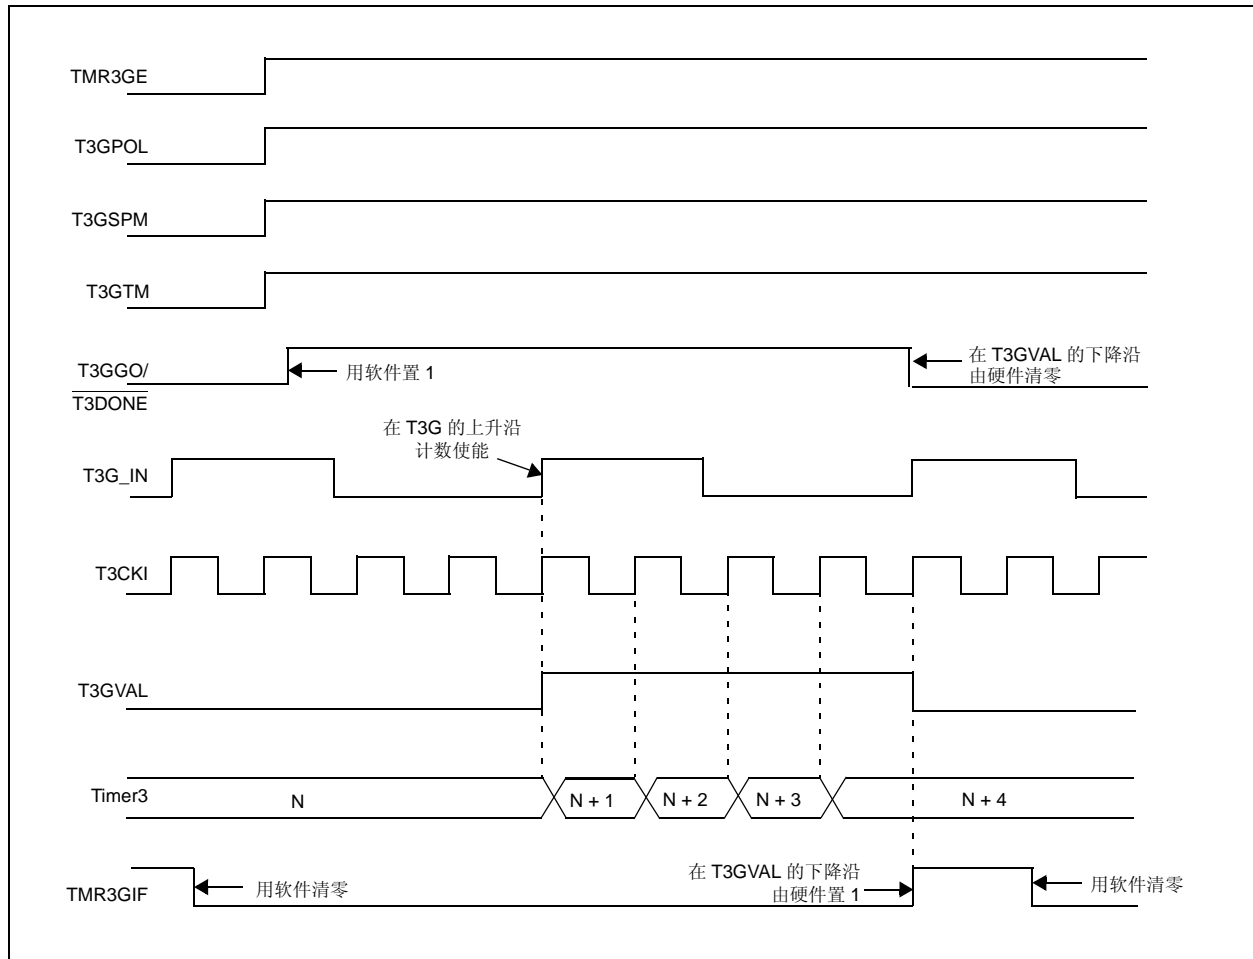 TMR3GE
T3GPOL
T3GSPM
T3GTM
T3GGO/
T3DONE
用软件置 1
在 T3GVAL 的下降沿
由硬件清零
在 T3G 的上升沿
计数使能
T3G_IN
T3CKI
T3GVAL
Timer3
N
N + 1
N + 2
N + 3
N + 4
TMR3GIF
用软件清零
在 T3GVAL 的下降沿
由硬件置 1
用软件清零